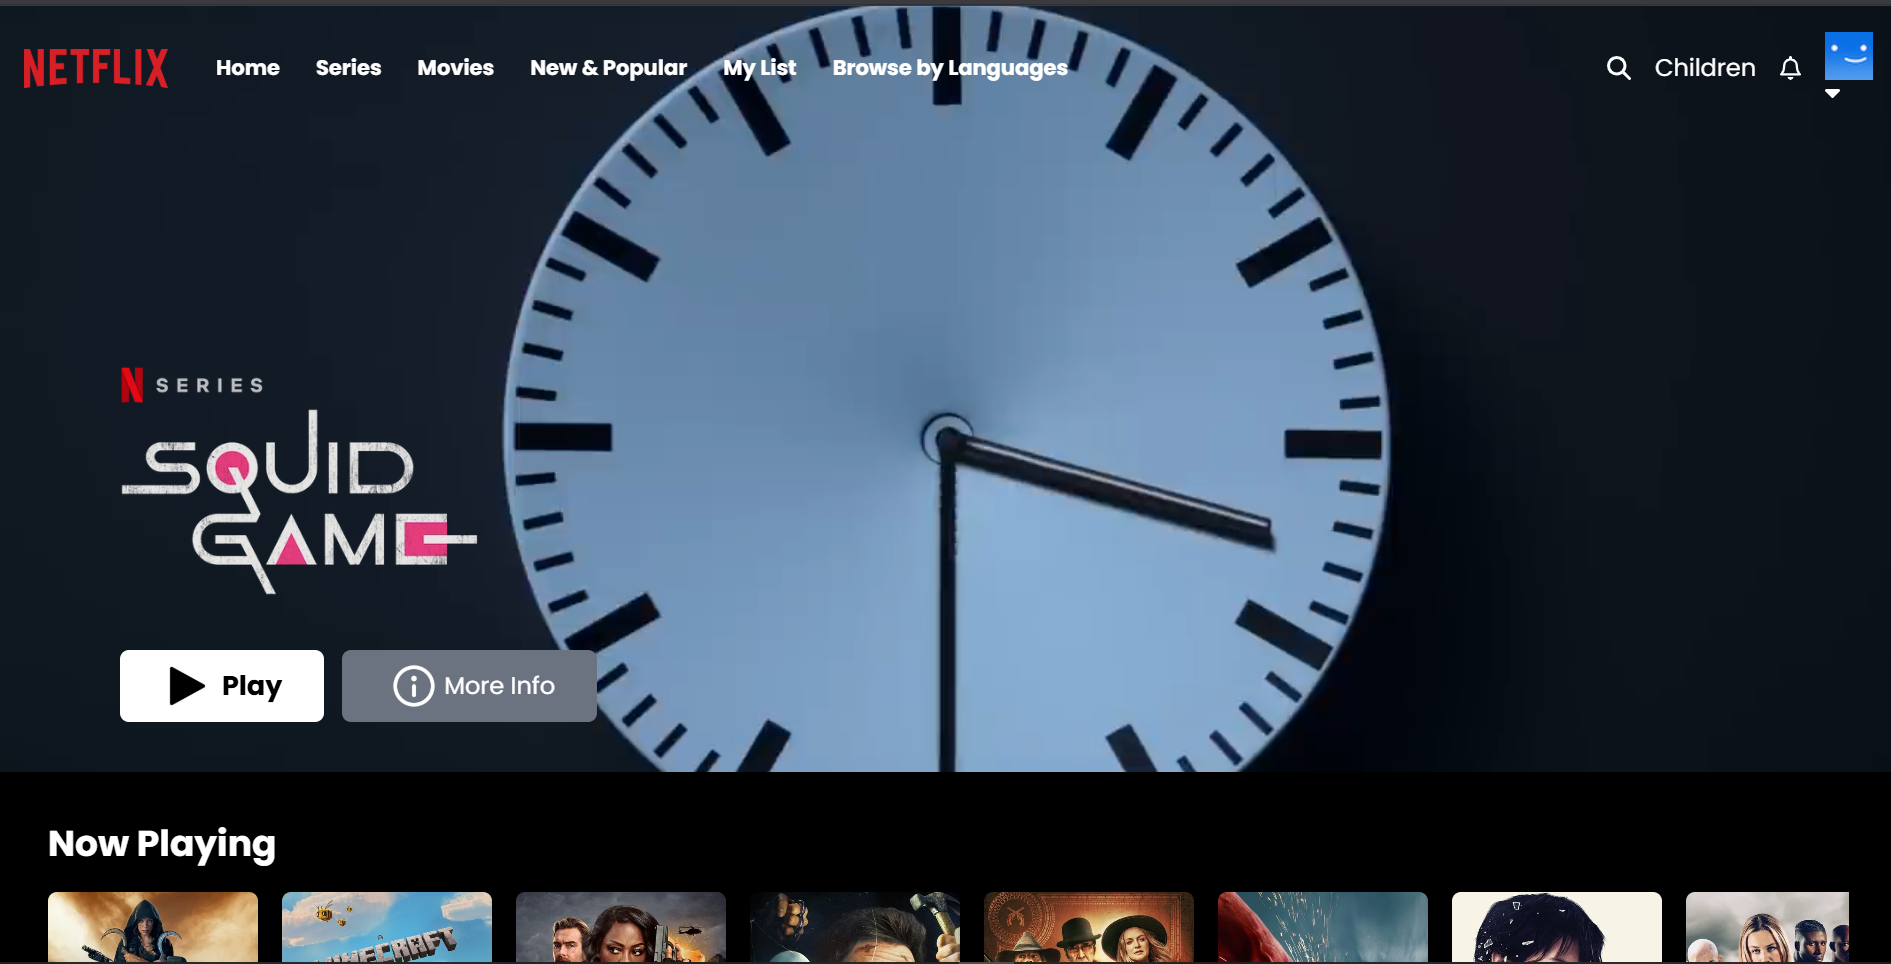 NETFLIX Home Series Movies New & Popular My List Browse by Languages Children
N SERIES
SQUID
GAME
Play More Info
Now Playing
MINECRAFT